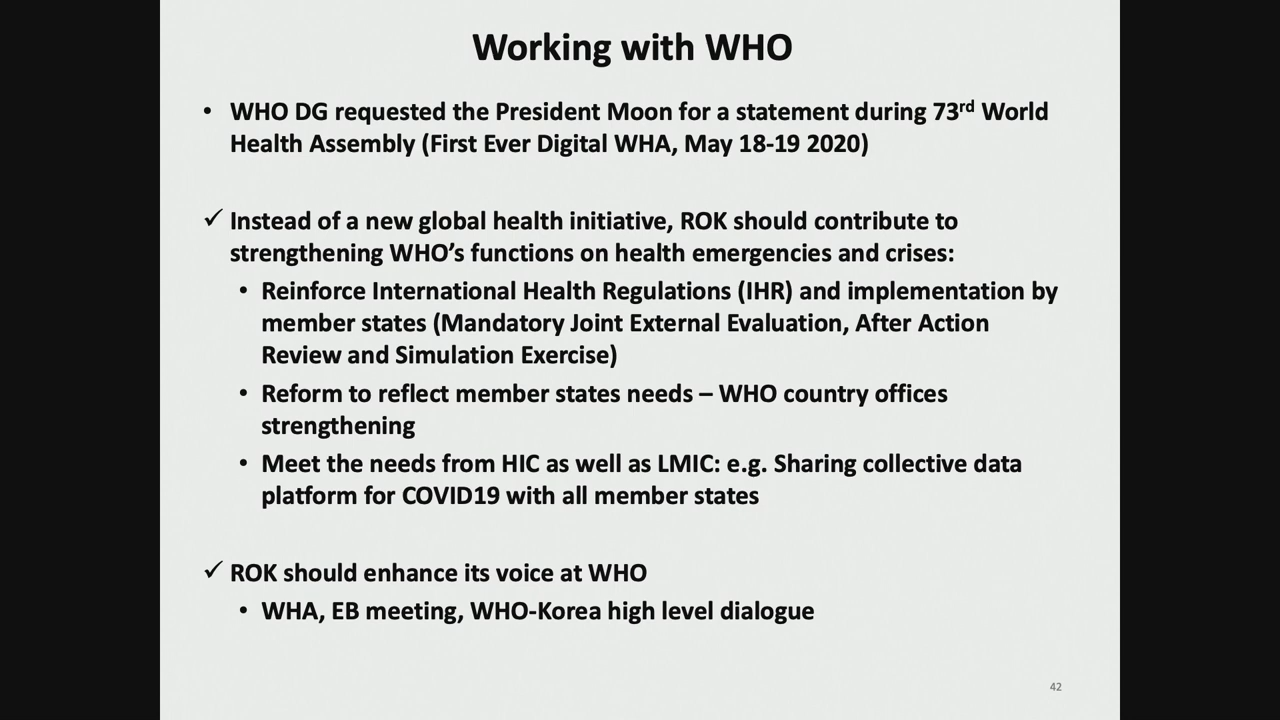 Working with WHO
• WHO DG requested the President Moon for a statement during 73rd World
Health Assembly (First Ever Digital WHA, May 18-19 2020)
✓ Instead of a new global health initiative, ROK should contribute to
strengthening WHO’s functions on health emergencies and crises:
• Reinforce International Health Regulations (IHR) and implementation by
member states (Mandatory Joint External Evaluation, After Action
Review and Simulation Exercise)
• Reform to reflect member states needs – WHO country offices
strengthening
• Meet the needs from HIC as well as LMIC: e.g. Sharing collective data
platform for COVID19 with all member states
✓ ROK should enhance its voice at WHO
• WHA, EB meeting, WHO-Korea high level dialogue
42